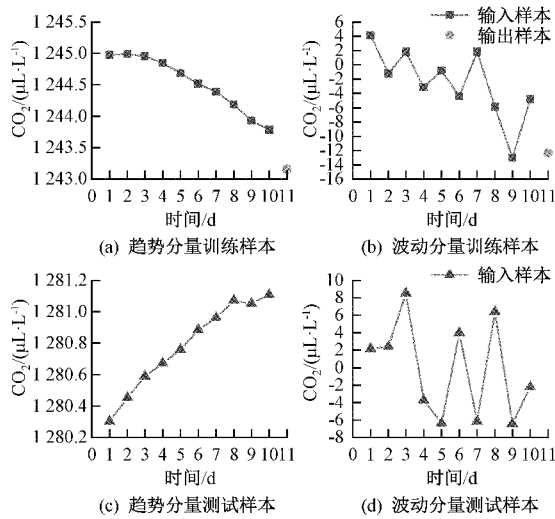 1 245.5
1 245.0
1 244.5
1 244.0
1 243.5
1 243.0
CO₂/(μL·L⁻¹)
0 1 2 3 4 5 6 7 8 9 1011
时间/d
(a) 趋势分量训练样本
6
4
2
0
-2
-4
-6
-8
-10
-12
-14
-16
CO₂/(μL·L⁻¹)
输入样本
输出样本
0 1 2 3 4 5 6 7 8 9 1011
时间/d
(b) 波动分量训练样本
1 281.2
1 281.0
1 280.8
1 280.6
1 280.4
1 280.2
CO₂/(μL·L⁻¹)
0 1 2 3 4 5 6 7 8 9 1011
时间/d
(c) 趋势分量测试样本
10
8
6
4
2
0
-2
-4
-6
-8
CO₂/(μL·L⁻¹)
输入样本
0 1 2 3 4 5 6 7 8 9 1011
时间/d
(d) 波动分量测试样本